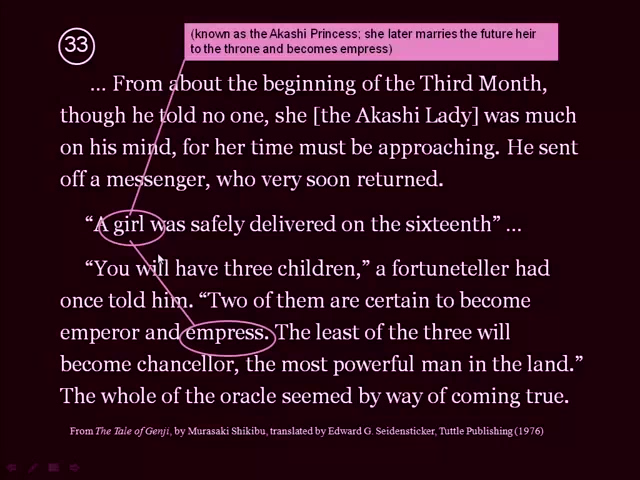 33
(known as the Akashi Princess; she later marries the future heir
to the throne and becomes empress)
... From about the beginning of the Third Month,
though he told no one, she [the Akashi Lady] was much
on his mind, for her time must be approaching. He sent
off a messenger, who very soon returned.
“A girl was safely delivered on the sixteenth” ...
“You will have three children,” a fortuneteller had
once told him. “Two of them are certain to become
emperor and empress. The least of the three will
become chancellor, the most powerful man in the land.”
The whole of the oracle seemed by way of coming true.
From The Tale of Genji, by Murasaki Shikibu, translated by Edward G. Seidensticker, Tuttle Publishing (1976)